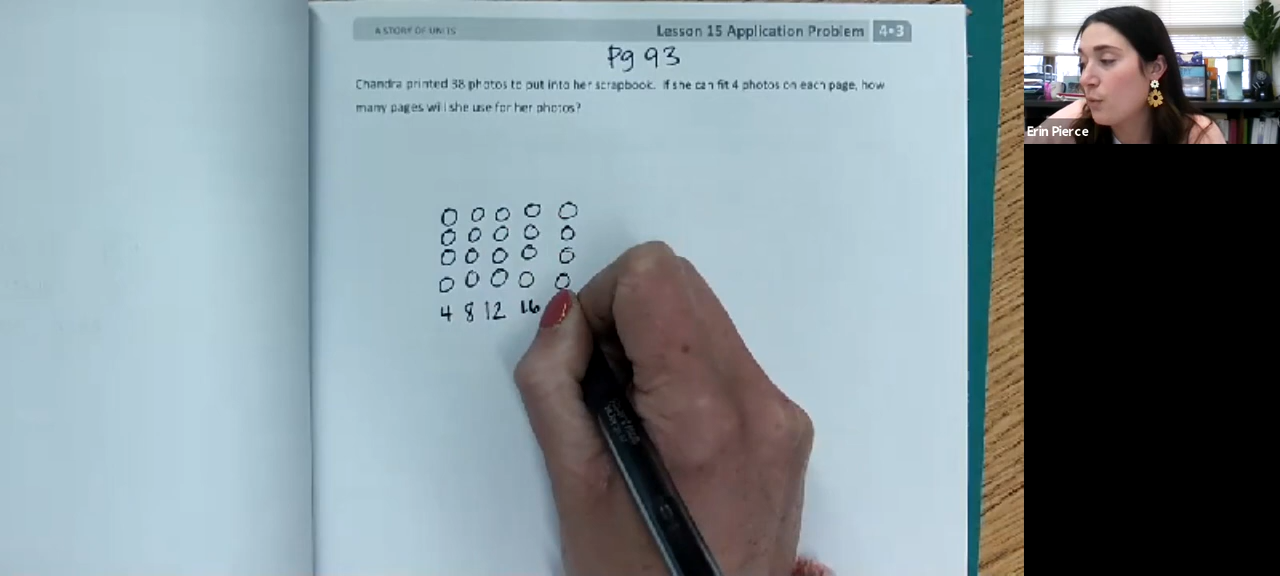 A STORY OF UNITS
Lesson 15 Application Problem 4•3
Pg 93
Chandra printed 38 photos to put into her scrapbook. If she can fit 4 photos on each page, how
many pages will she use for her photos?
4 8 12 16
Erin Pierce